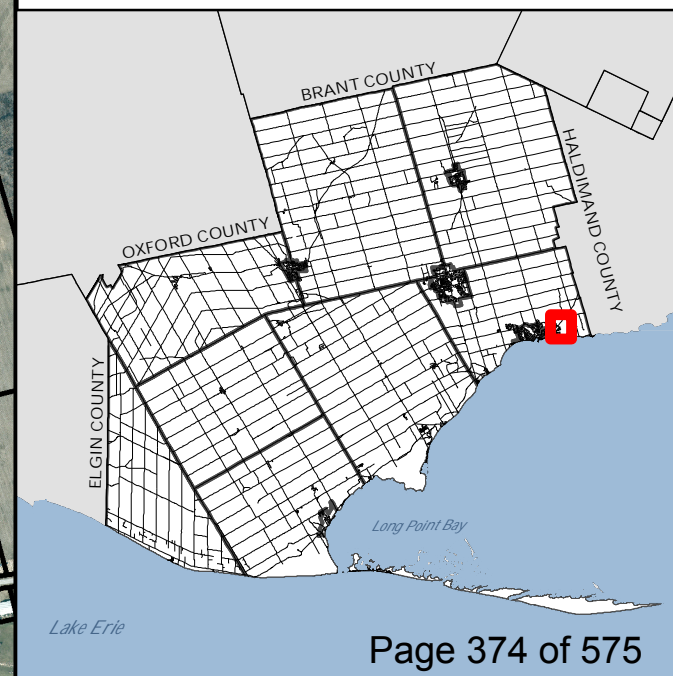 BRANT COUNTY
HALDIMAND COUNTY
OXFORD COUNTY
ELGIN COUNTY
Long Point Bay
Lake Erie
Page 374 of 575